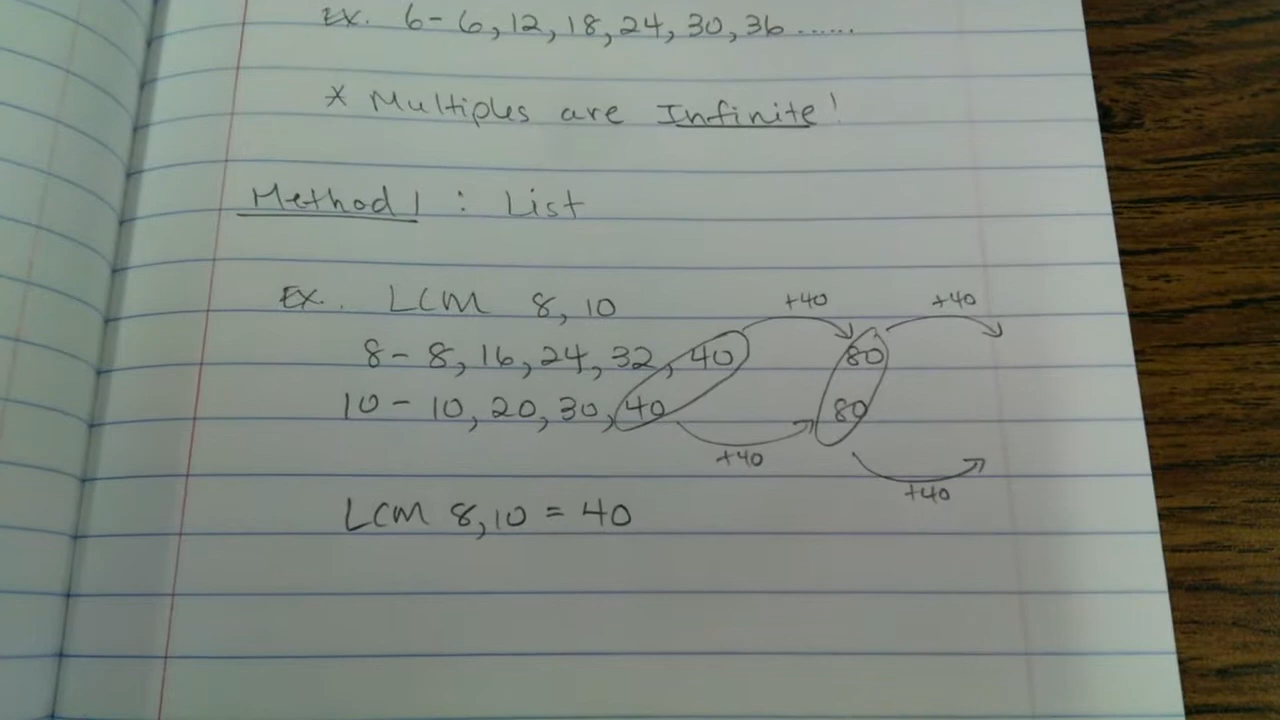 Ex. 6- 6, 12, 18, 24, 30, 36......
* Multiples are Infinite!
Method 1 : List
Ex. LCM 8, 10
+40 +40
8- 8, 16, 24, 32, 40 80
10- 10, 20, 30, 40 80
+40 +40
LCM 8, 10 = 40